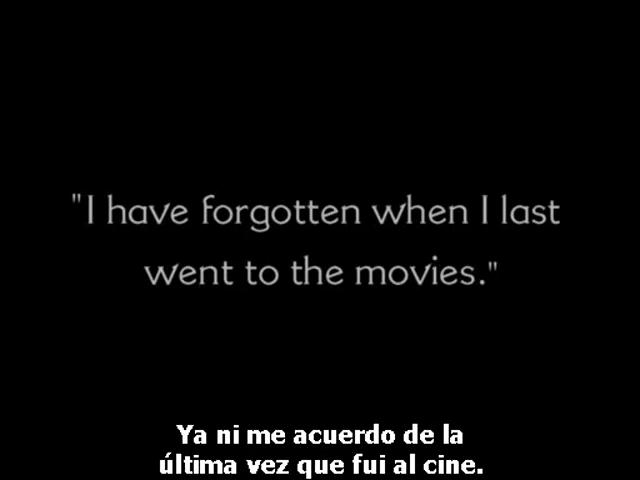 "I have forgotten when I last
went to the movies."
Ya ni me acuerdo de la
última vez que fui al cine.